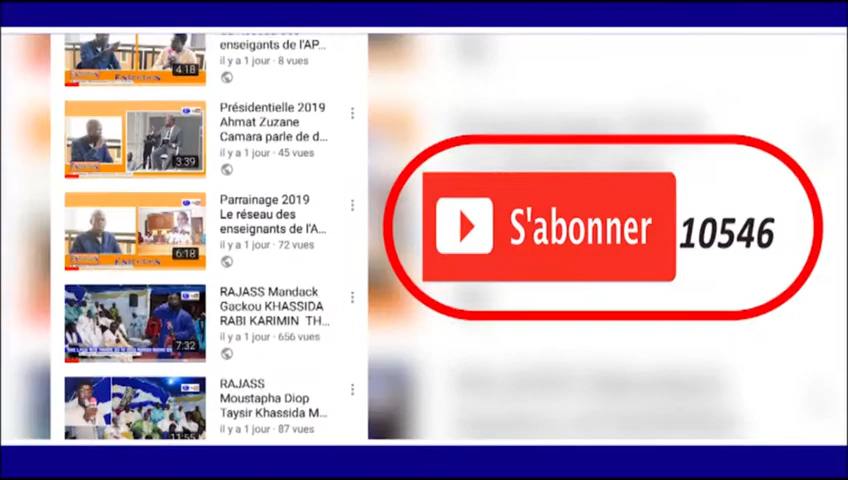 enseignants de l'AP...
il y a 1 jour · 8 vues
4:18
Présidentielle 2019
Ahmat Zuzane
Camara parle de d...
il y a 1 jour · 45 vues
3:39
Parrainage 2019
Le réseau des
enseignants de l'A...
il y a 1 jour · 72 vues
6:18
RAJASS Mandack
Gackou KHASSIDA
RABI KARIMIN TH...
il y a 1 jour · 656 vues
7:32
RAJASS
Moustapha Diop
Taysir Khassida M...
il y a 1 jour · 87 vues
11:55
S'abonner 10546